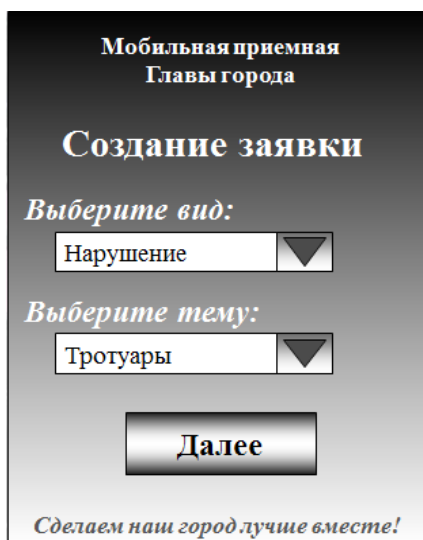 Мобильная приемная
Главы города
Создание заявки
Выберите вид:
Нарушение
Выберите тему:
Тротуары
Далее
Сделаем наш город лучше вместе!